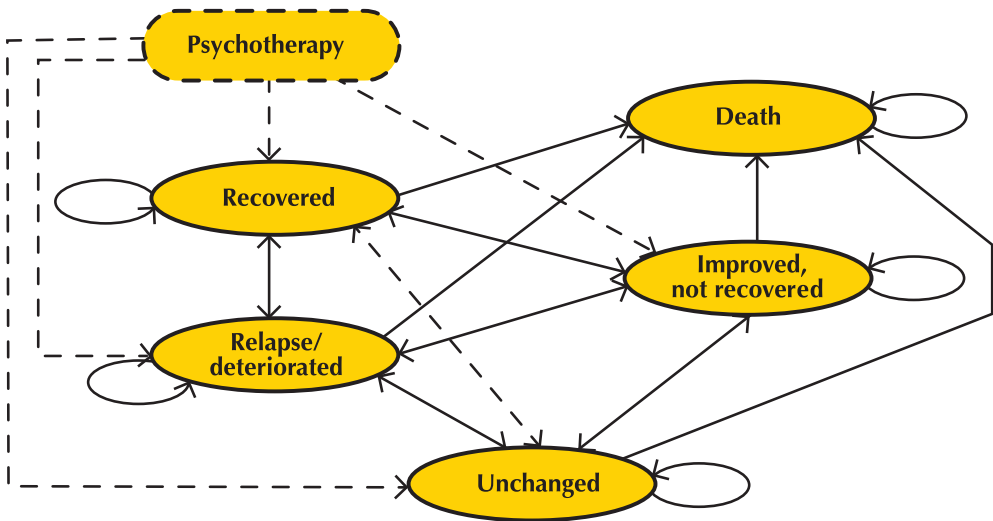 Psychotherapy
Death
Recovered
Improved,
not recovered
Relapse/
deteriorated
Unchanged